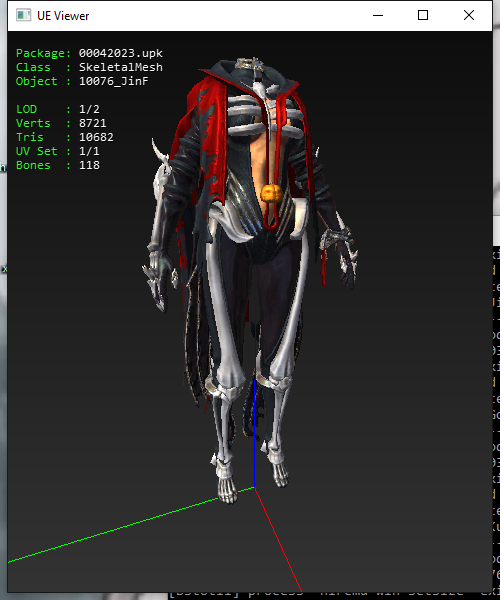 UE Viewer
Package: 00042023.upk
Class : SkeletalMesh
Object : 10076_JinF
LOD : 1/2
Verts : 8721
Tris : 10682
UV Set : 1/1
Bones : 118